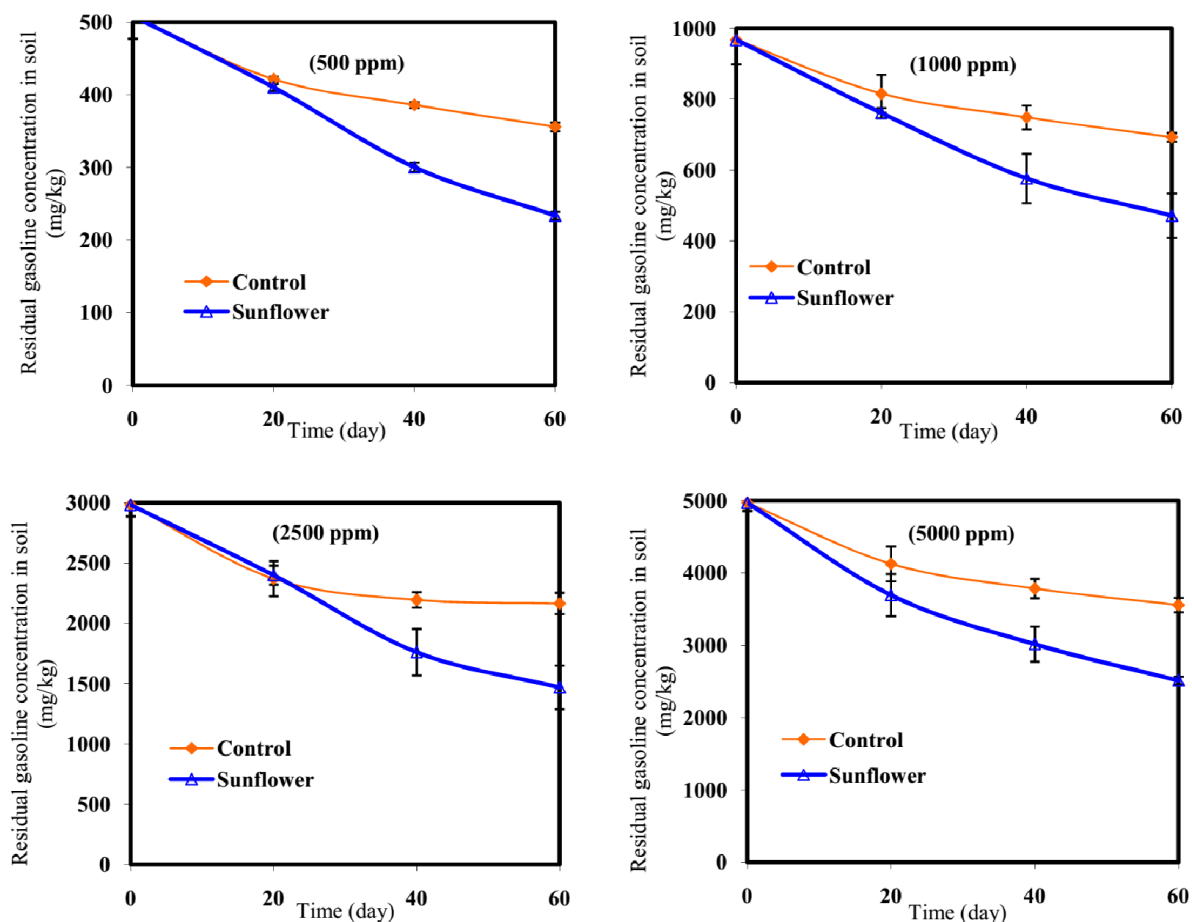 Residual gasoline concentration in soil
(mg/kg)
500
400
300
200
100
0
(500 ppm)
Control
Sunflower
0 20 40 60
Time (day)
Residual gasoline concentration in soil
(mg/kg)
1000
800
600
400
200
0
(1000 ppm)
Control
Sunflower
0 20 40 60
Time (day)
Residual gasoline concentration in soil
(mg/kg)
3000
2500
2000
1500
1000
500
0
(2500 ppm)
Control
Sunflower
0 20 40 60
Time (day)
Residual gasoline concentration in soil
(mg/kg)
5000
4000
3000
2000
1000
0
(5000 ppm)
Control
Sunflower
0 20 40 60
Time (day)